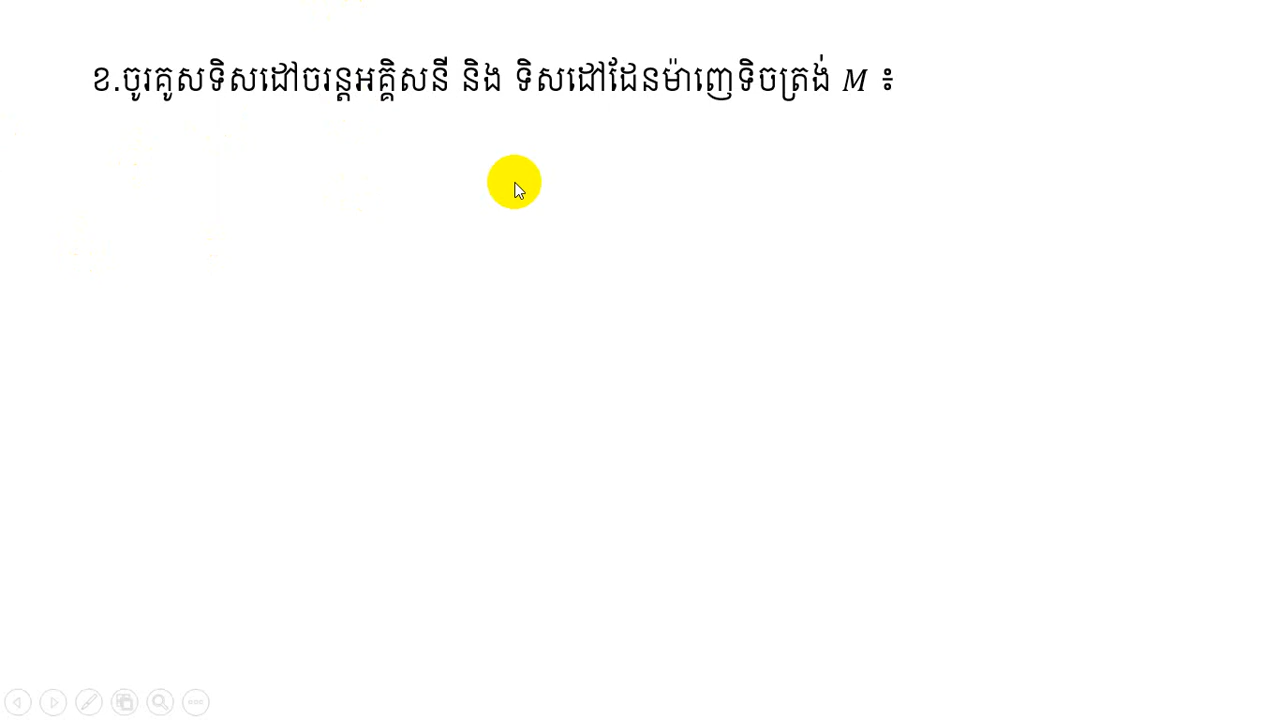 ខ.ចូរគូសទិសដៅចរន្តអគ្គិសនី និង ទិសដៅដែនម៉ាញេទិចត្រង់ M ៖